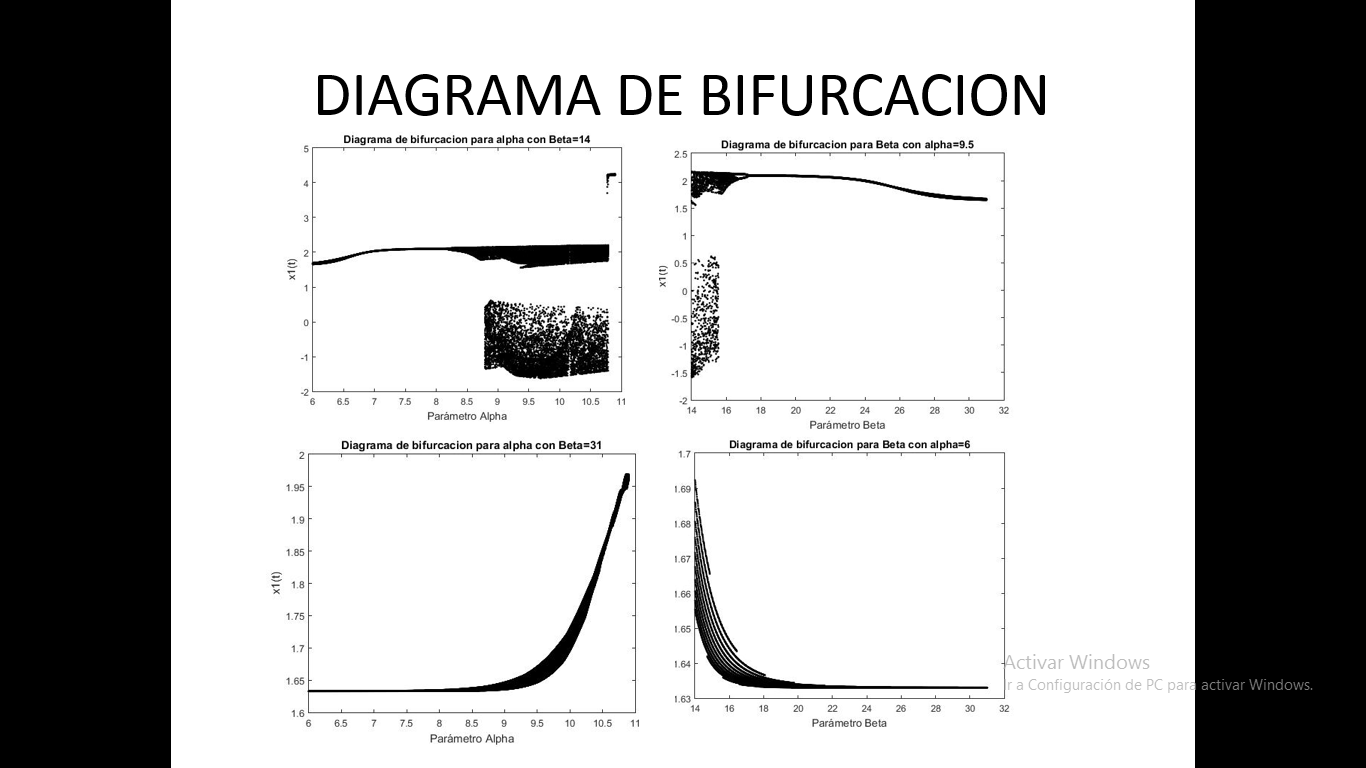 DIAGRAMA DE BIFURCACION
Diagrama de bifurcacion para alpha con Beta=14
5
4
3
2
1
0
-1
-2
x1(t)
6 6.5 7 7.5 8 8.5 9 9.5 10 10.5 11
Parámetro Alpha
Diagrama de bifurcacion para Beta con alpha=9.5
2.5
2
1.5
1
0.5
0
-0.5
-1
-1.5
-2
x1(t)
14 16 18 20 22 24 26 28 30 32
Parámetro Beta
Diagrama de bifurcacion para alpha con Beta=31
2
1.95
1.9
1.85
1.8
1.75
1.7
1.65
1.6
x1(t)
6 6.5 7 7.5 8 8.5 9 9.5 10 10.5 11
Parámetro Alpha
Diagrama de bifurcacion para Beta con alpha=6
1.7
1.69
1.68
1.67
1.66
1.65
1.64
1.63
14 16 18 20 22 24 26 28 30 32
Parámetro Beta
Activar Windows
Ir a Configuración de PC para activar Windows.